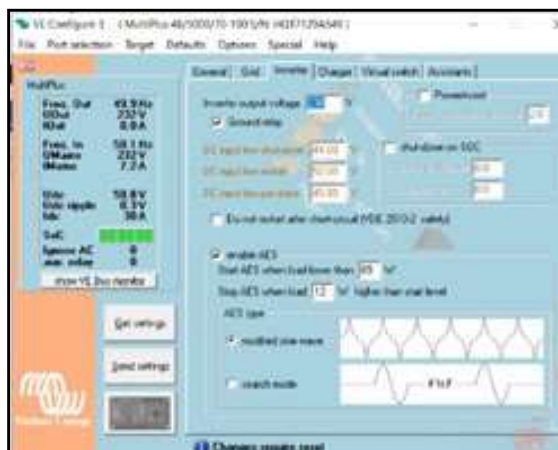 VE Configure 3 ( MultiPlus 48/5000/70-100 S/N:
File Port selection Target Defaults Options Special Help
MultiPlus
Freq. Out 49.9 Hz
UOut 232 V
IOut 0.0 A
Freq. In 50.1 Hz
UMains 232 V
IMains 7.2 A
Udc
Udc ripple 0.3 V
Idc 30 A
SoC
Ignore AC 0
aux. relay 0
show VE.Bus monitor
Get settings
Send settings
General Grid Inverter Charger Virtual switch Assistants
Inverter output voltage V
PowerAssist
Ground relay
DC input low shut-down V
DC input low restart V
DC input low pre-alarm V
shut-down on SOC
Do not restart after short-circuit (VDE 2510-2 safety)
enable AES
Start AES when load lower than W
Stop AES when load W higher than start level
AES type
modified sine wave
search mode
Changes require reset